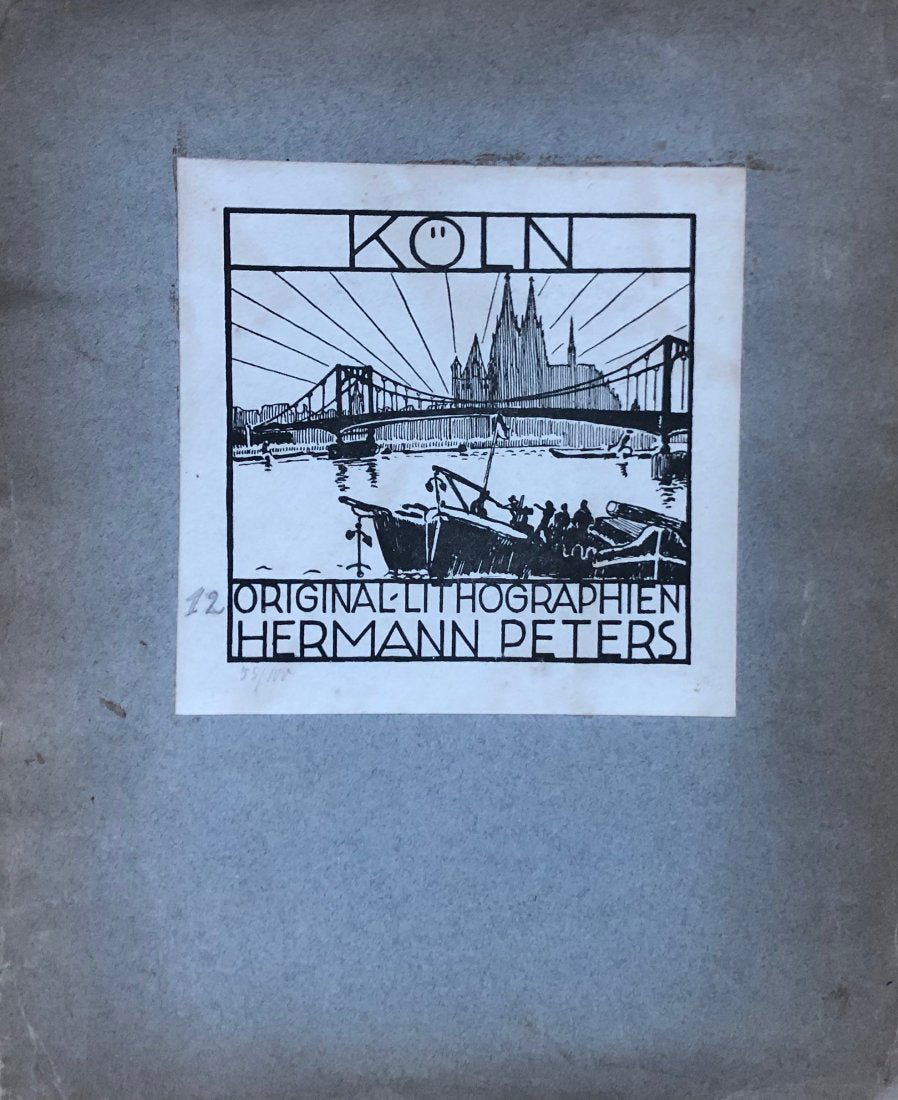 KÖLN
12 ORIGINAL-LITHOGRAPHIEN
HERMANN PETERS